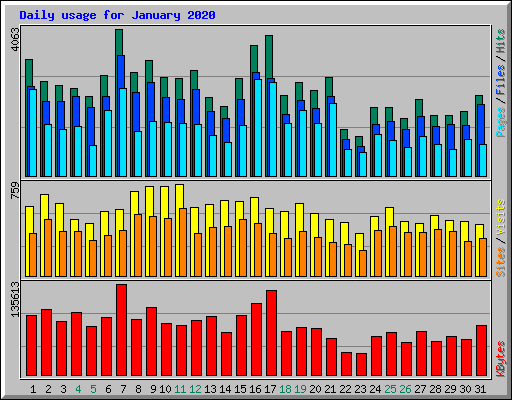 Daily usage for January 2020
4063
Pages / Files / Hits
759
Sites / Visits
135613
KBytes
1 2 3 4 5 6 7 8 9 10 11 12 13 14 15 16 17 18 19 20 21 22 23 24 25 26 27 28 29 30 31